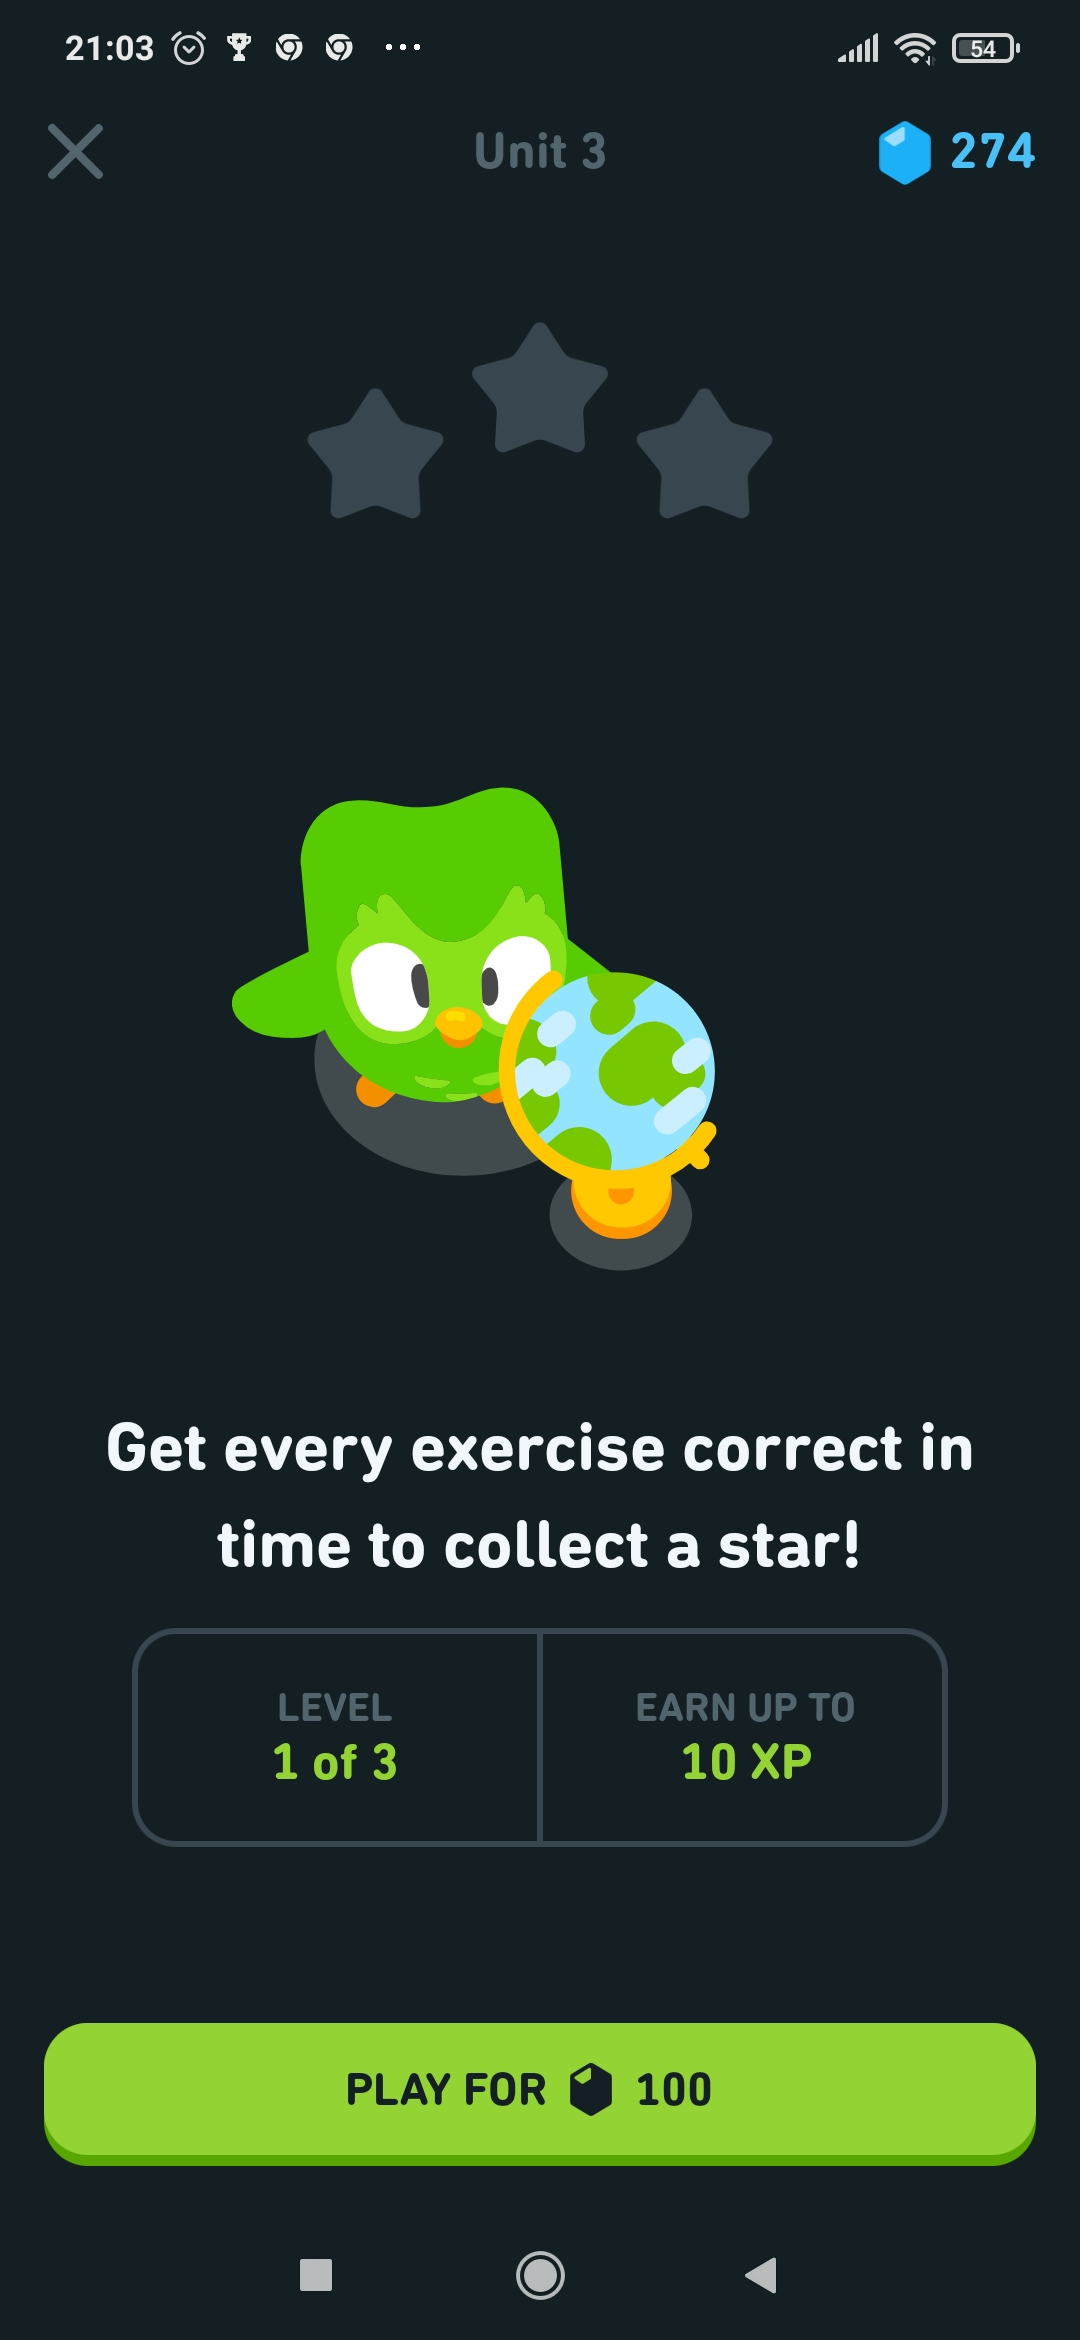 21:03
54
Unit 3
274
Get every exercise correct in
time to collect a star!
LEVEL
1 of 3
EARN UP TO
10 XP
PLAY FOR 100